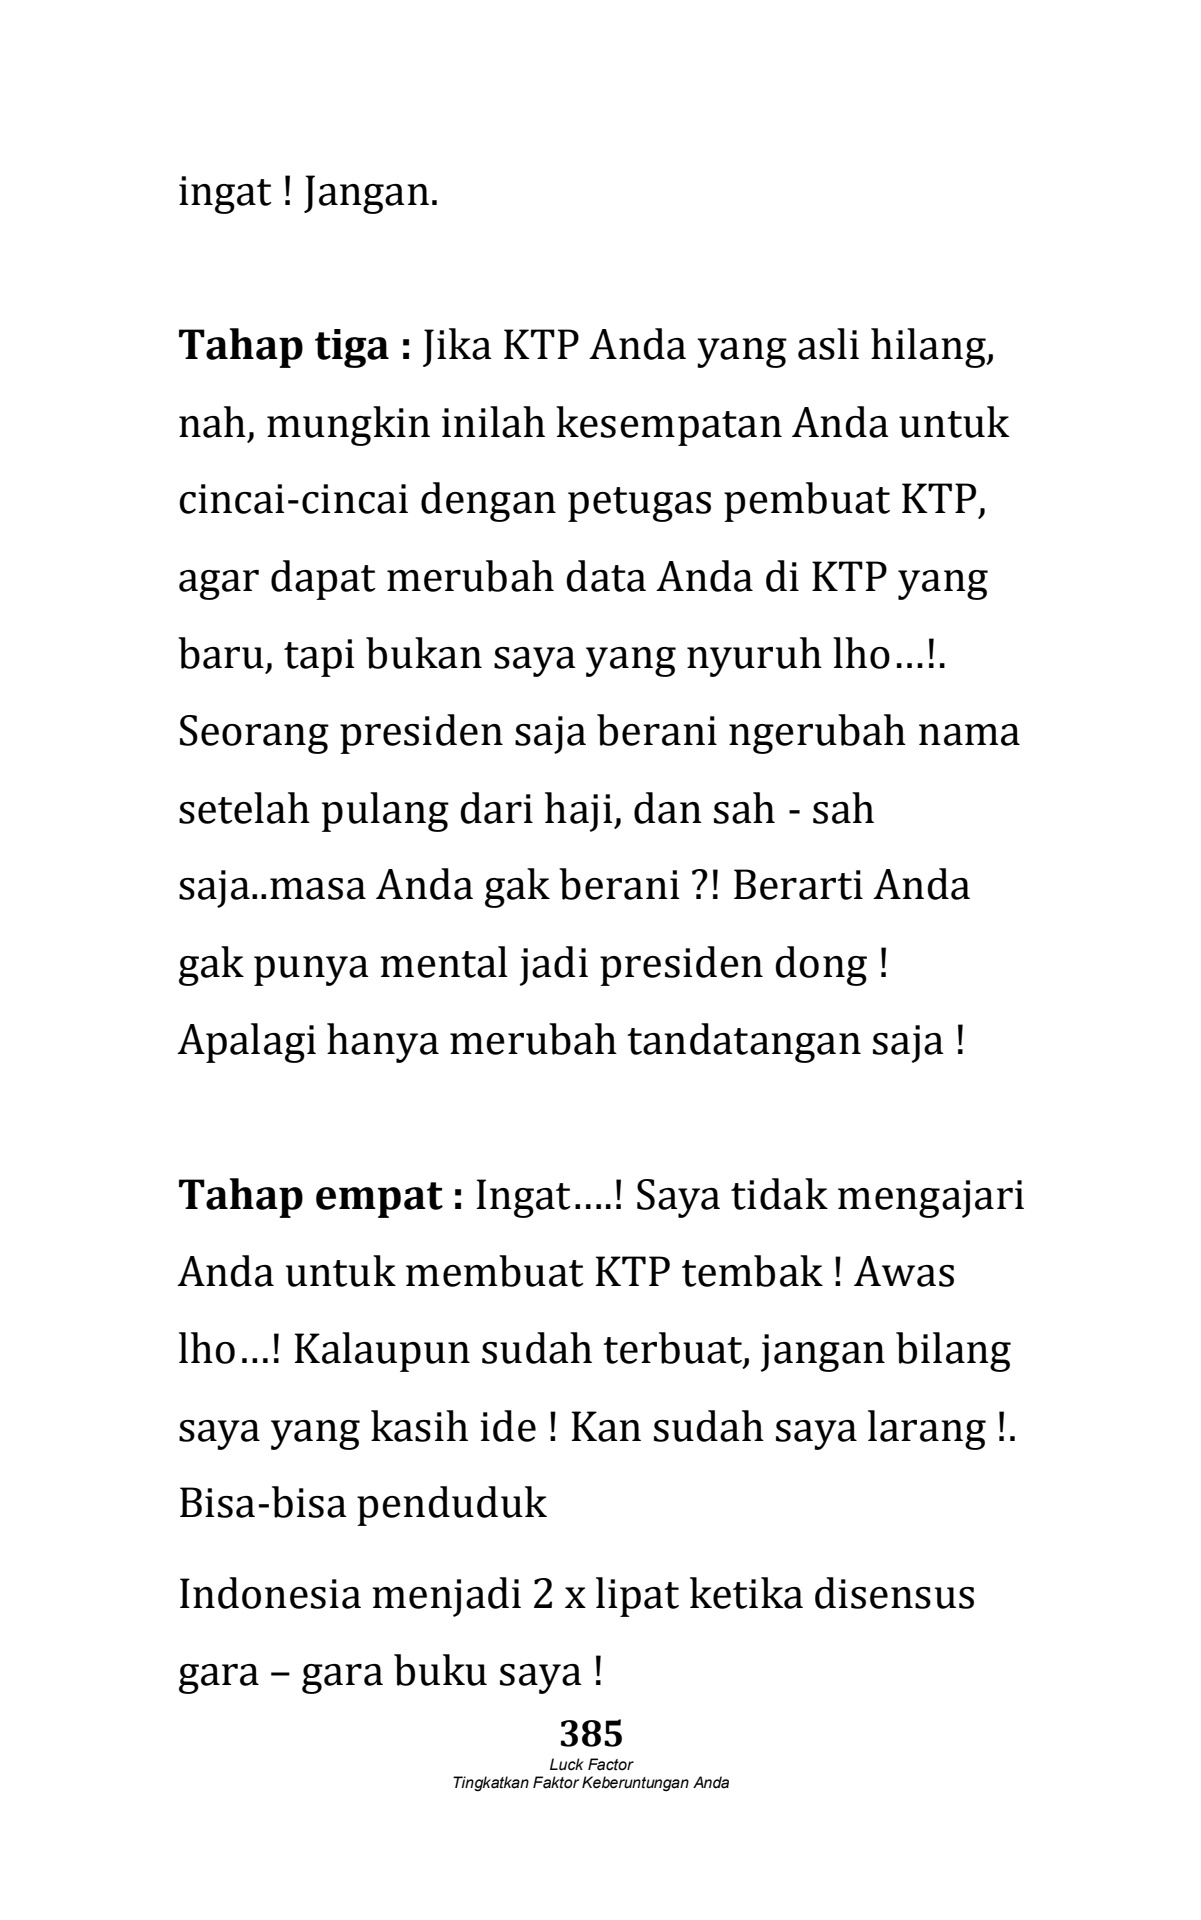 ingat ! Jangan.
Tahap tiga : Jika KTP Anda yang asli hilang,
nah, mungkin inilah kesempatan Anda untuk
cincai-cincai dengan petugas pembuat KTP,
agar dapat merubah data Anda di KTP yang
baru, tapi bukan saya yang nyuruh lho…!.
Seorang presiden saja berani ngerubah nama
setelah pulang dari haji, dan sah - sah
saja..masa Anda gak berani ?! Berarti Anda
gak punya mental jadi presiden dong !
Apalagi hanya merubah tandatangan saja !
Tahap empat : Ingat….! Saya tidak mengajari
Anda untuk membuat KTP tembak ! Awas
lho…! Kalaupun sudah terbuat, jangan bilang
saya yang kasih ide ! Kan sudah saya larang !.
Bisa-bisa penduduk
Indonesia menjadi 2 x lipat ketika disensus
gara – gara buku saya !
385
Luck Factor
Tingkatkan Faktor Keberuntungan Anda